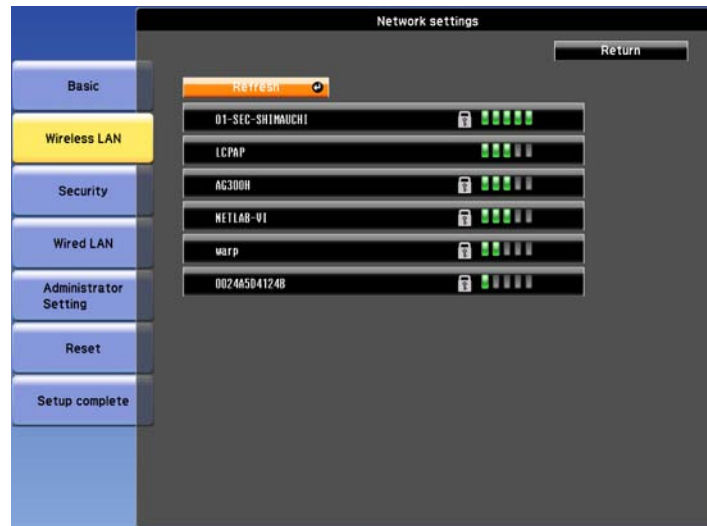 Network settings
Return
Basic
Wireless LAN
Security
Wired LAN
Administrator
Setting
Reset
Setup complete
Refresh
01-SEC-SHIMAUCHI
LCPAP
AG300H
NETLAB-VI
warp
0024A5D4124B